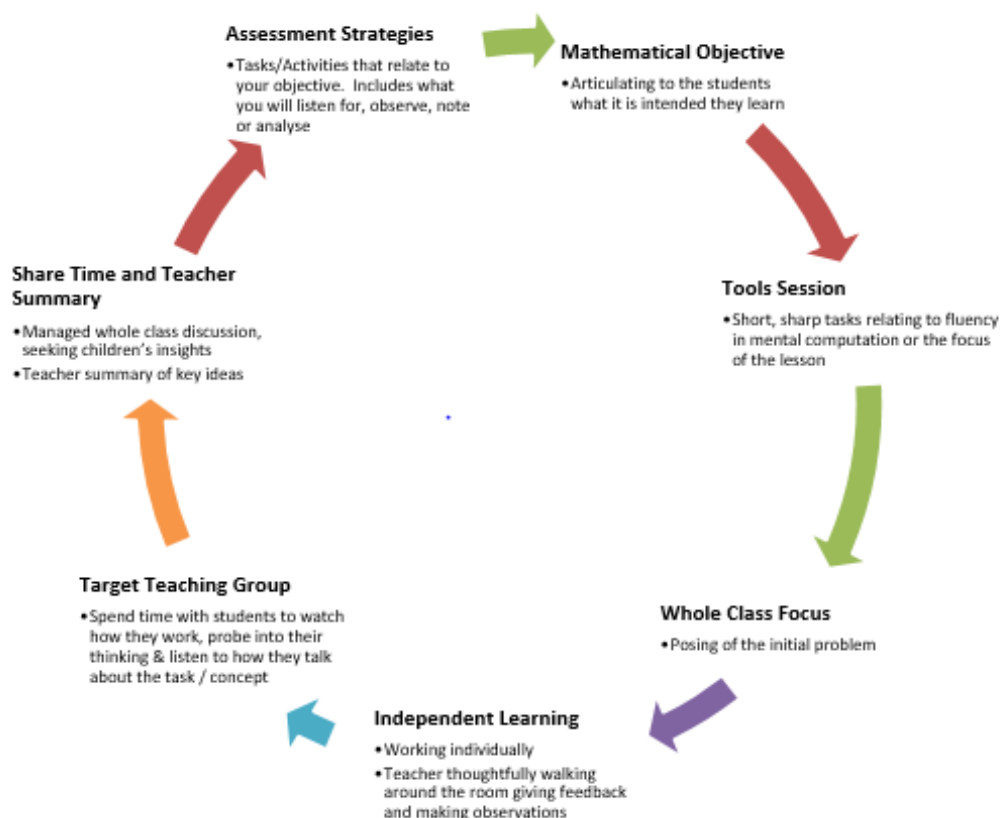 Assessment Strategies
•Tasks/Activities that relate to
your objective. Includes what
you will listen for, observe, note
or analyse
Mathematical Objective
•Articulating to the students
what it is intended they learn
Tools Session
•Short, sharp tasks relating to fluency
in mental computation or the focus
of the lesson
Whole Class Focus
•Posing of the initial problem
Independent Learning
•Working individually
•Teacher thoughtfully walking
around the room giving feedback
and making observations
Target Teaching Group
•Spend time with students to watch
how they work, probe into their
thinking & listen to how they talk
about the task / concept
Share Time and Teacher
Summary
•Managed whole class discussion,
seeking children's insights
•Teacher summary of key ideas